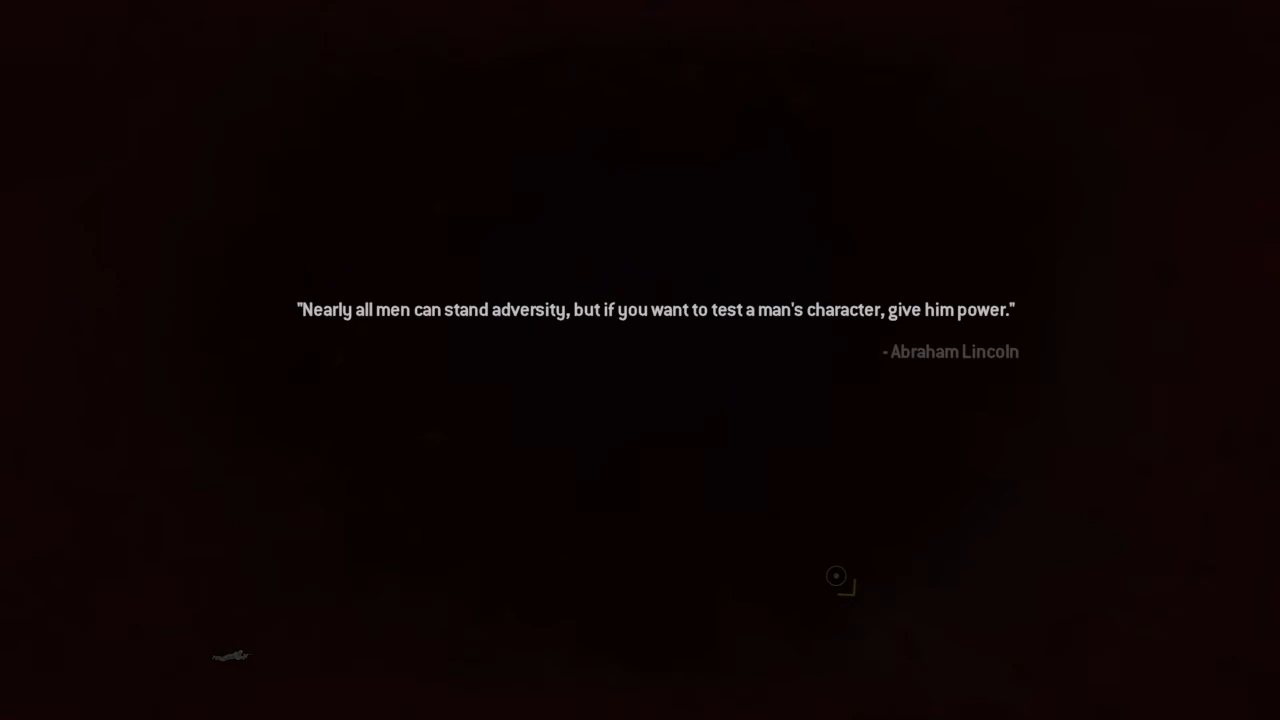 "Nearly all men can stand adversity, but if you want to test a man's character, give him power."
- Abraham Lincoln